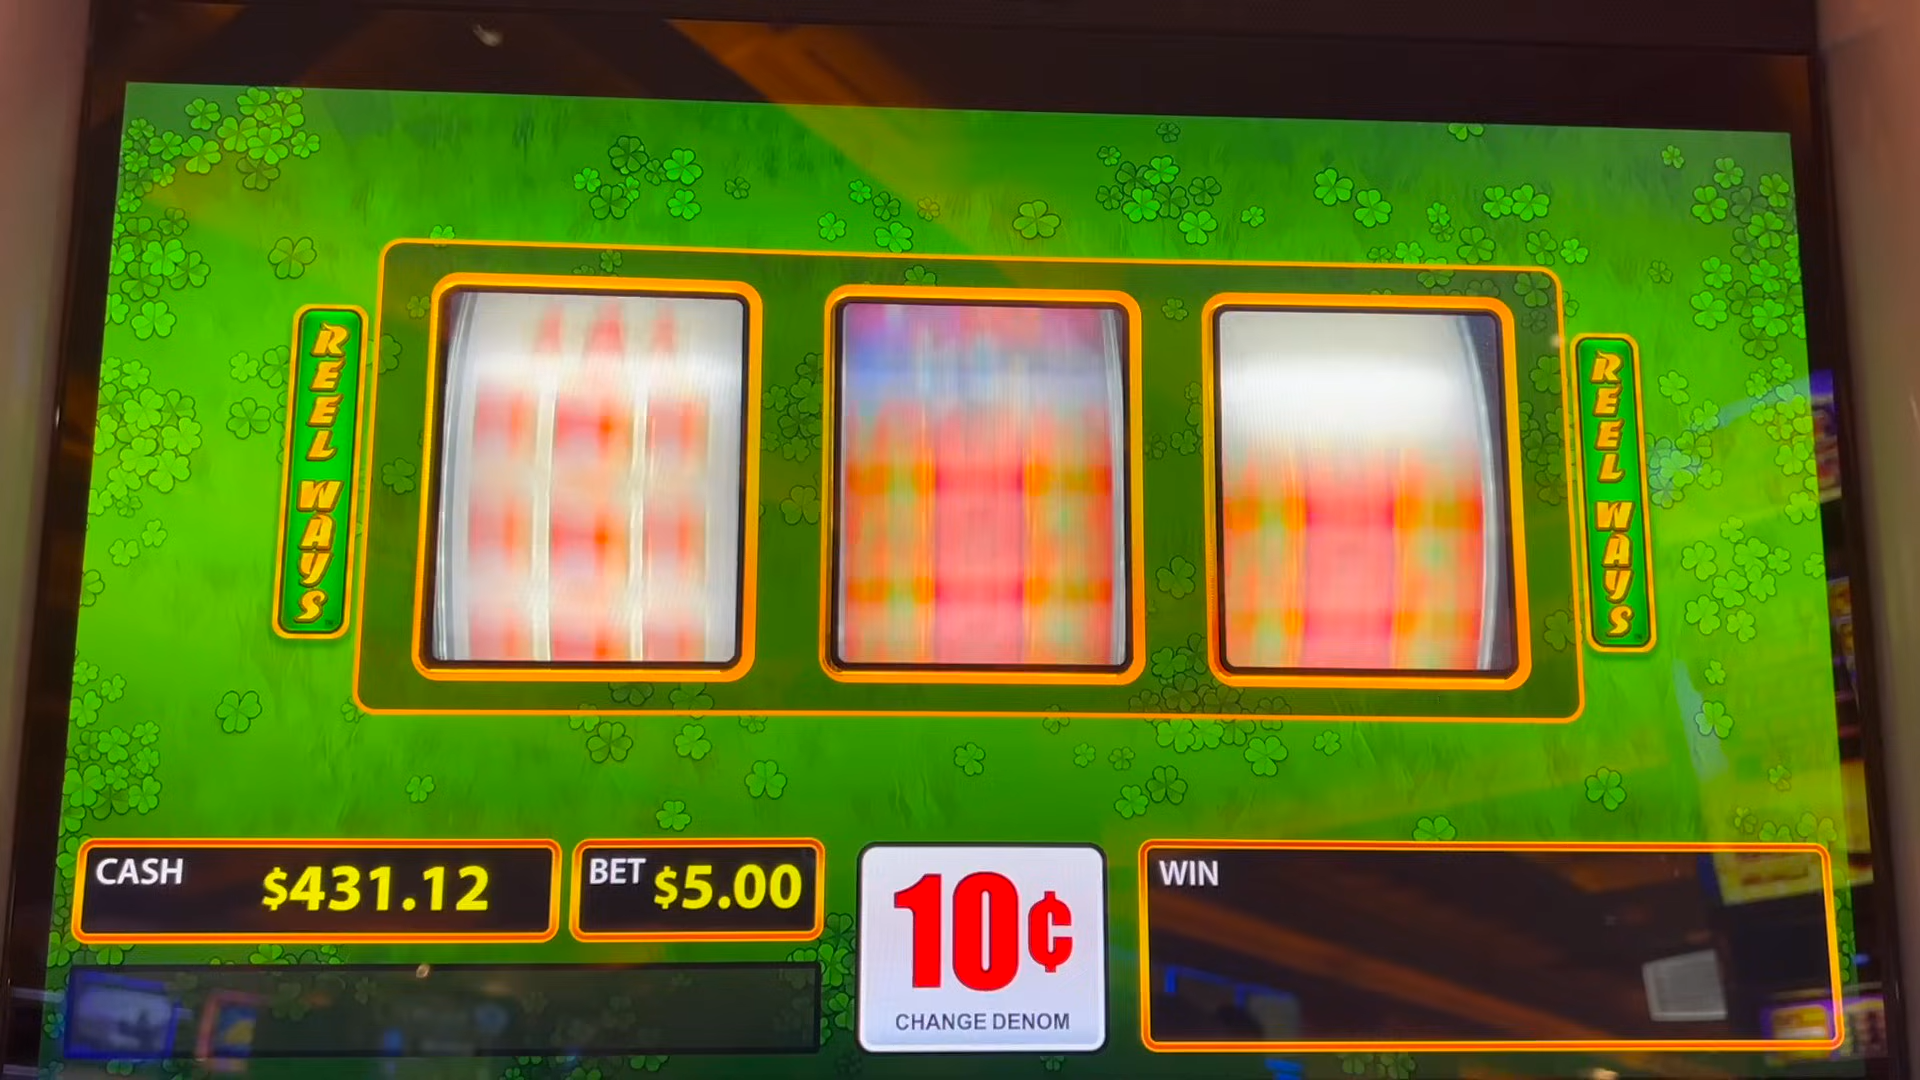 REEL WAYS
REEL WAYS
CASH $431.12
BET $5.00
10¢
CHANGE DENOM
WIN